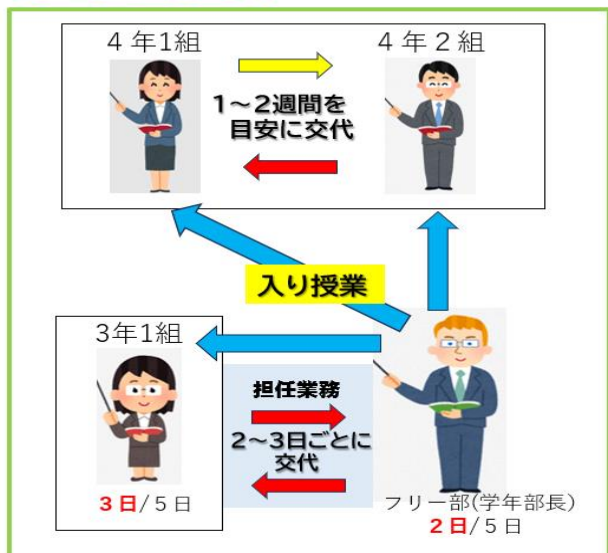 4年1組
4年2組
1～2週間を
目安に交代
入り授業
3年1組
担任業務
2～3日ごとに
交代
3日/5日
フリー部(学年部長)
2日/5日